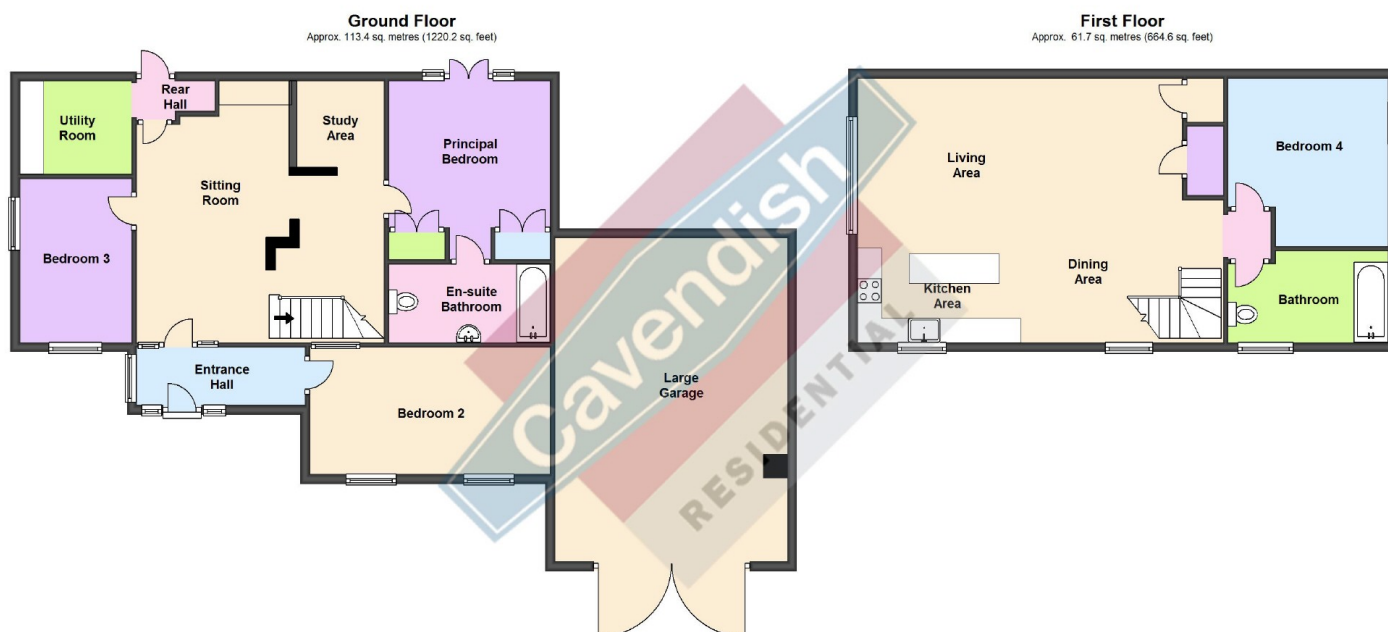 Ground Floor
Approx. 113.4 sq. metres (1220.2 sq. feet)
Rear
Hall
Utility
Room
Study
Area
Principal
Bedroom
Sitting
Room
Bedroom 3
En-suite
Bathroom
Entrance
Hall
Bedroom 2
Large
Garage
First Floor
Approx. 61.7 sq. metres (664.6 sq. feet)
Living
Area
Bedroom 4
Dining
Area
Kitchen
Area
Bathroom
Cavendish
RESIDENTIAL